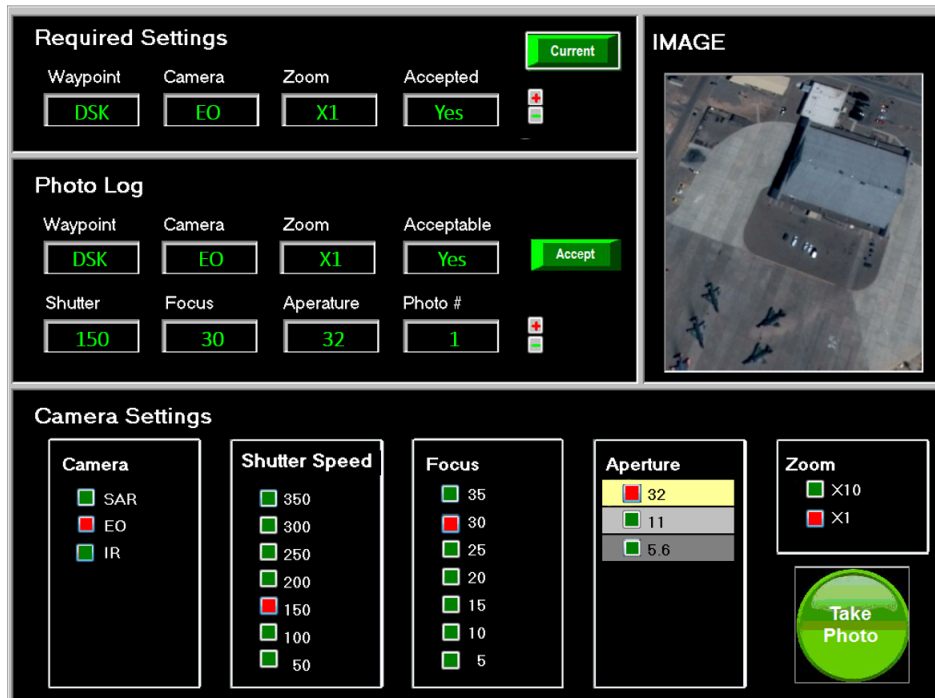 Required Settings
Current
Waypoint Camera Zoom Accepted
DSK EO X1 Yes
Photo Log
Waypoint Camera Zoom Acceptable
DSK EO X1 Yes
Accept
Shutter Focus Aperature Photo #
150 30 32 1
IMAGE
Camera Settings
Camera
SAR
EO
IR
Shutter Speed
350
300
250
200
150
100
50
Focus
35
30
25
20
15
10
5
Aperture
32
11
5.6
Zoom
X10
X1
Take
Photo